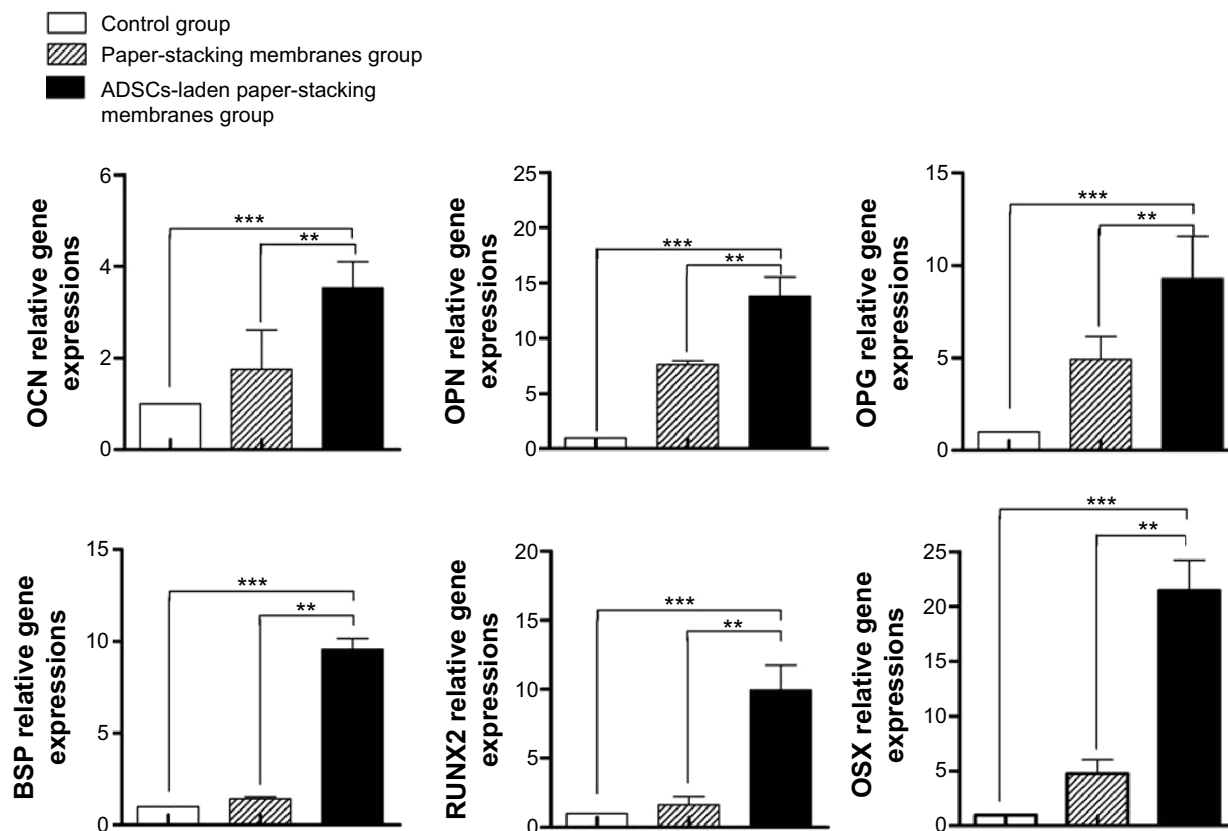 Control group
Paper-stacking membranes group
ADSCs-laden paper-stacking
membranes group
OCN relative gene
expressions
6
4
2
0
***
**
OPN relative gene
expressions
25
20
15
10
5
0
***
**
OPG relative gene
expressions
15
10
5
0
***
**
BSP relative gene
expressions
15
10
5
0
***
**
RUNX2 relative gene
expressions
20
15
10
5
0
***
**
OSX relative gene
expressions
25
20
15
10
5
0
***
**